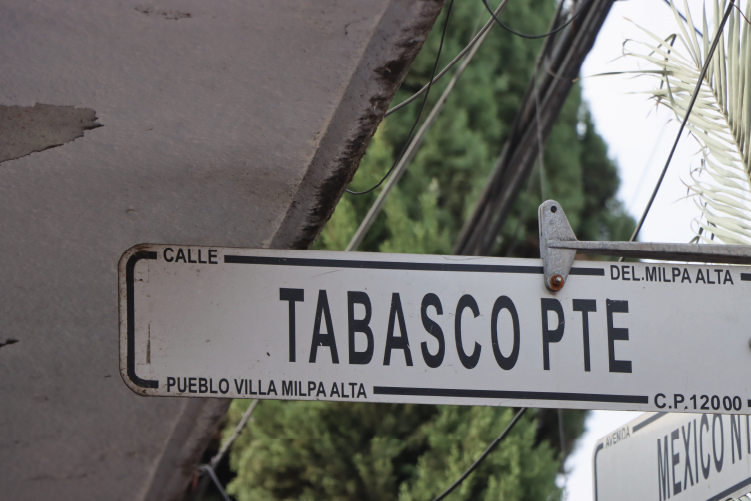 CALLE
DEL.MILPA ALTA
TABASCO PTE
PUEBLO VILLA MILPA ALTA
C.P.12000
AVENIDA
MEXICO